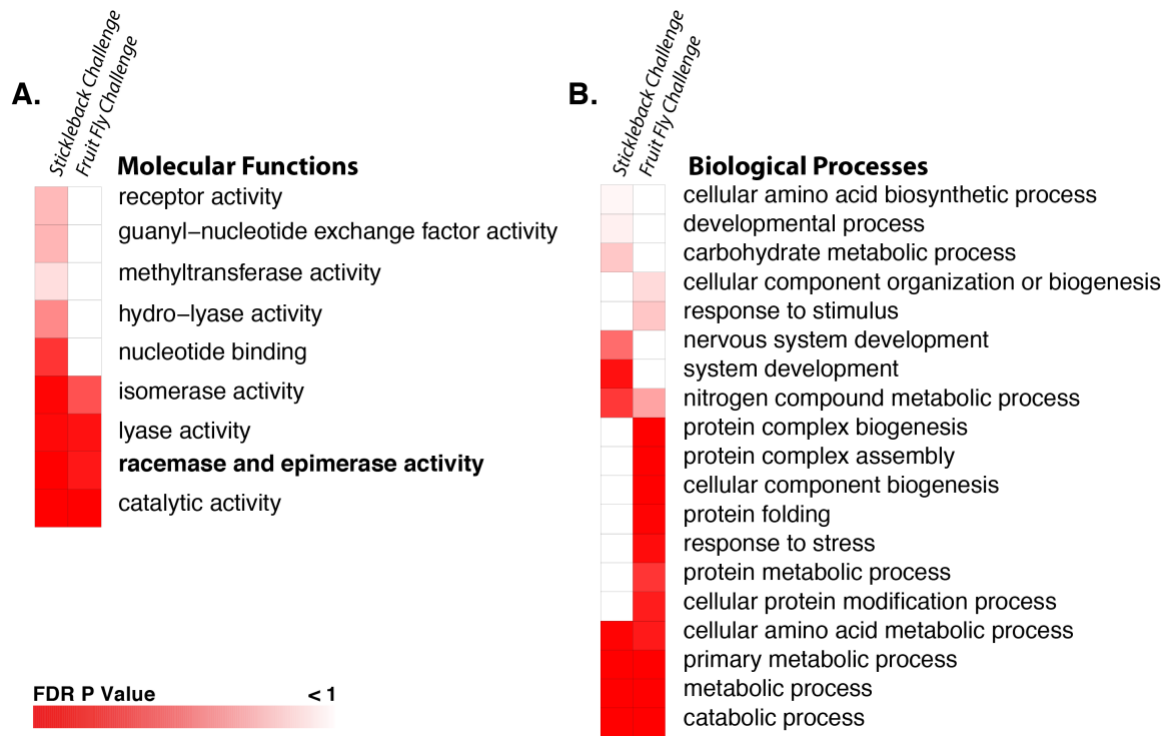 A.
Stickleback Challenge
Fruit Fly Challenge
Molecular Functions
receptor activity
guanyl−nucleotide exchange factor activity
methyltransferase activity
hydro−lyase activity
nucleotide binding
isomerase activity
lyase activity
racemase and epimerase activity
catalytic activity
FDR P Value < 1
B.
Stickleback Challenge
Fruit Fly Challenge
Biological Processes
cellular amino acid biosynthetic process
developmental process
carbohydrate metabolic process
cellular component organization or biogenesis
response to stimulus
nervous system development
system development
nitrogen compound metabolic process
protein complex biogenesis
protein complex assembly
cellular component biogenesis
protein folding
response to stress
protein metabolic process
cellular protein modification process
cellular amino acid metabolic process
primary metabolic process
metabolic process
catabolic process